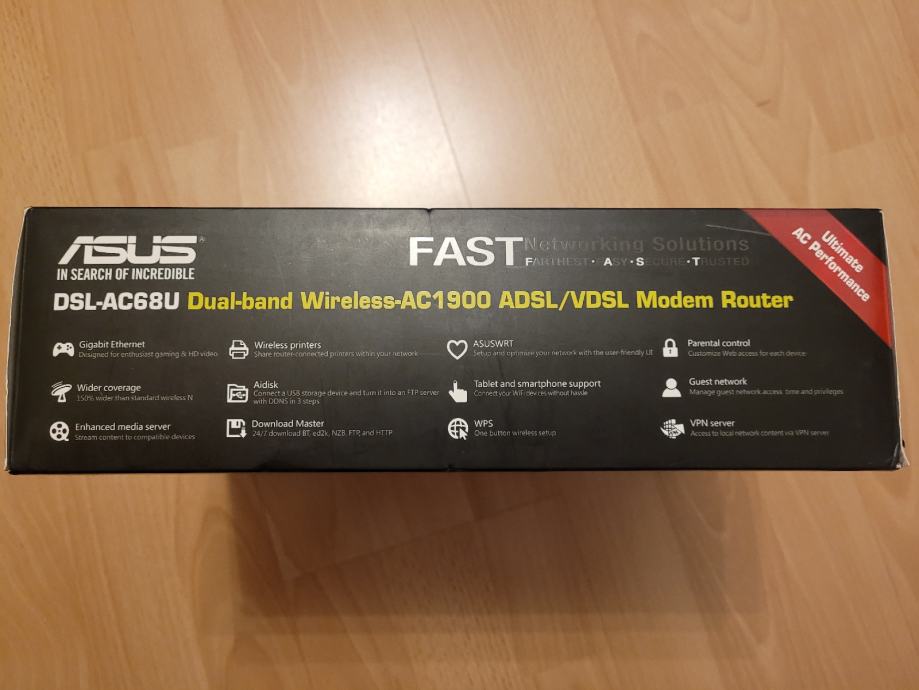 ASUS®
IN SEARCH OF INCREDIBLE
FAST Networking Solutions
FARTHEST · EASY · SECURE · TRUSTED
Ultimate
AC Performance
DSL-AC68U Dual-band Wireless-AC1900 ADSL/VDSL Modem Router
Gigabit Ethernet
Designed for enthusiast gaming & HD video
Wireless printers
Share router-connected printers within your network
ASUSWRT
Setup and optimize your network with the user-friendly UI
Parental control
Customize Web access for each device
Wider coverage
150% wider than standard wireless N
Aidisk
Connect a USB storage device and turn it into an FTP server
with DDNS in 3 steps
Tablet and smartphone support
Connect your WiFi devices without hassle
Guest network
Manage guest network access time and privileges
Enhanced media server
Stream content to compatible devices
Download Master
24/7 download BT, ed2k, NZB, FTP, and HTTP
WPS
One button wireless setup
VPN server
Access to local network content via VPN server